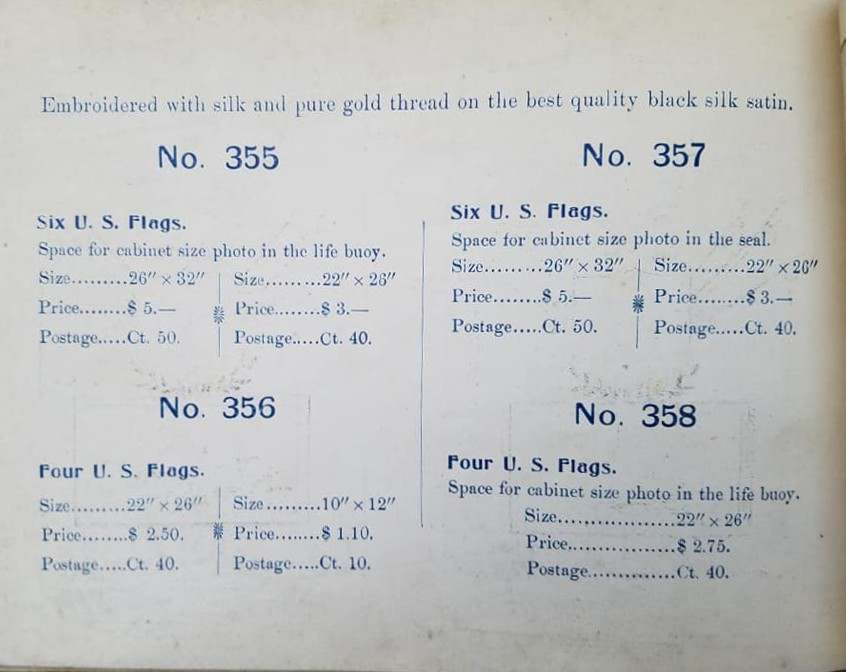 Embroidered with silk and pure gold thread on the best quality black silk satin.
No. 355
Six U. S. Flags.
Space for cabinet size photo in the life buoy.
Size.........26″ × 32″ Size.........22″ × 26″
Price........$ 5.— Price........$ 3.—
Postage.....Ct. 50. Postage.....Ct. 40.
No. 356
Four U. S. Flags.
Size.........22″ × 26″ Size.........10″ × 12″
Price........$ 2.50. Price........$ 1.10.
Postage.....Ct. 40. Postage.....Ct. 10.
No. 357
Six U. S. Flags.
Space for cabinet size photo in the seal.
Size.........26″ × 32″ Size.........22″ × 26″
Price........$ 5.— Price........$ 3.—
Postage.....Ct. 50. Postage.....Ct. 40.
No. 358
Four U. S. Flags.
Space for cabinet size photo in the life buoy.
Size..................22″ × 26″
Price.................$ 2.75.
Postage..............Ct. 40.